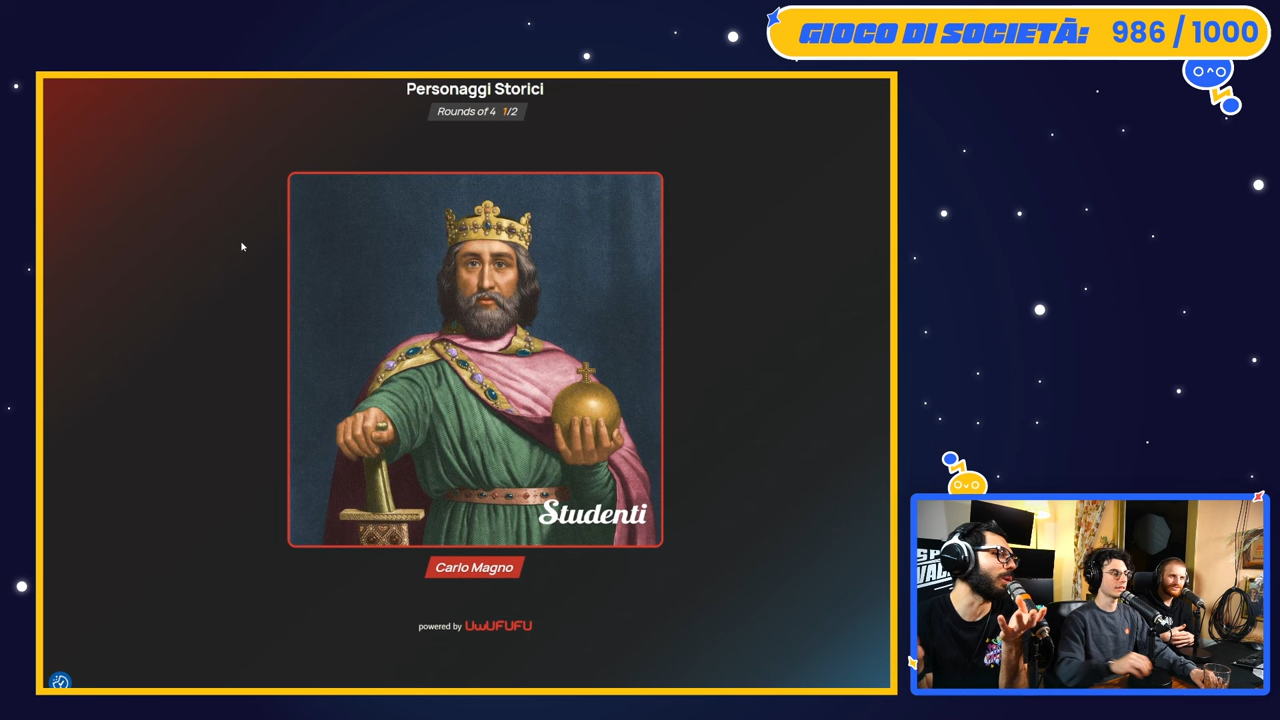 GIOCO DI SOCIETÀ: 986 / 1000
Personaggi Storici
Rounds of 4 1/2
Studenti
Carlo Magno
powered by UwUFUFU